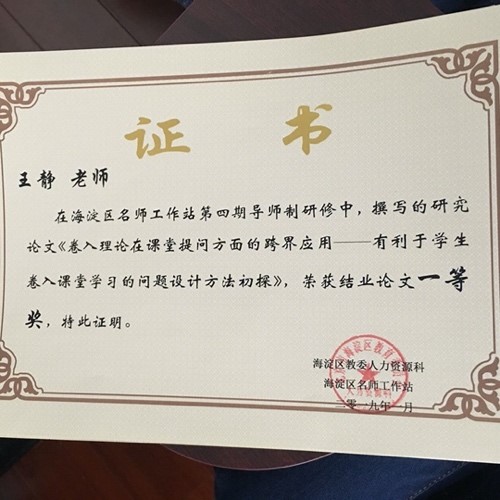 证 书
王静 老师
在海淀区名师工作站第四期导师制研修中，撰写的研究
论文《卷入理论在课堂提问方面的跨界应用——有利于学生
卷入课堂学习的问题设计方法初探》，荣获结业论文一等
奖，特此证明。
海淀区教委人力资源科
海淀区名师工作站
二零一九年一月